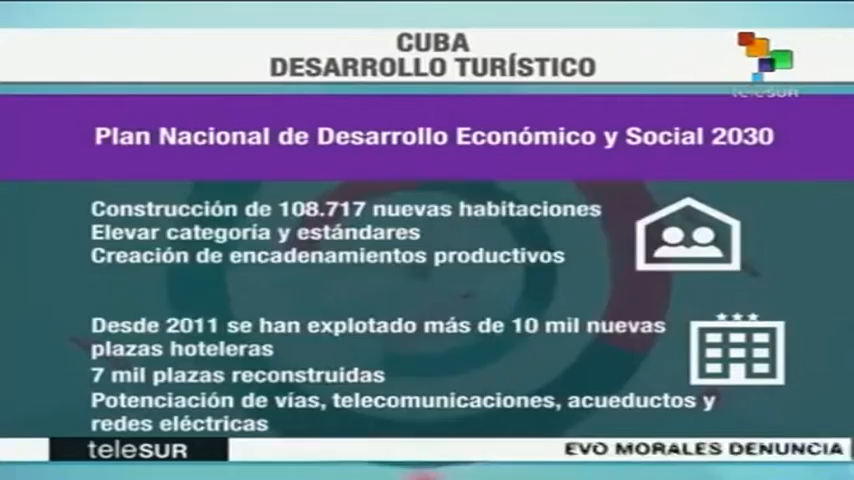 CUBA
DESARROLLO TURÍSTICO
teleSUR
Plan Nacional de Desarrollo Económico y Social 2030
Construcción de 108.717 nuevas habitaciones
Elevar categoría y estándares
Creación de encadenamientos productivos
Desde 2011 se han explotado más de 10 mil nuevas
plazas hoteleras
7 mil plazas reconstruidas
Potenciación de vías, telecomunicaciones, acueductos y
redes eléctricas
teleSUR
EVO MORALES DENUNCIA